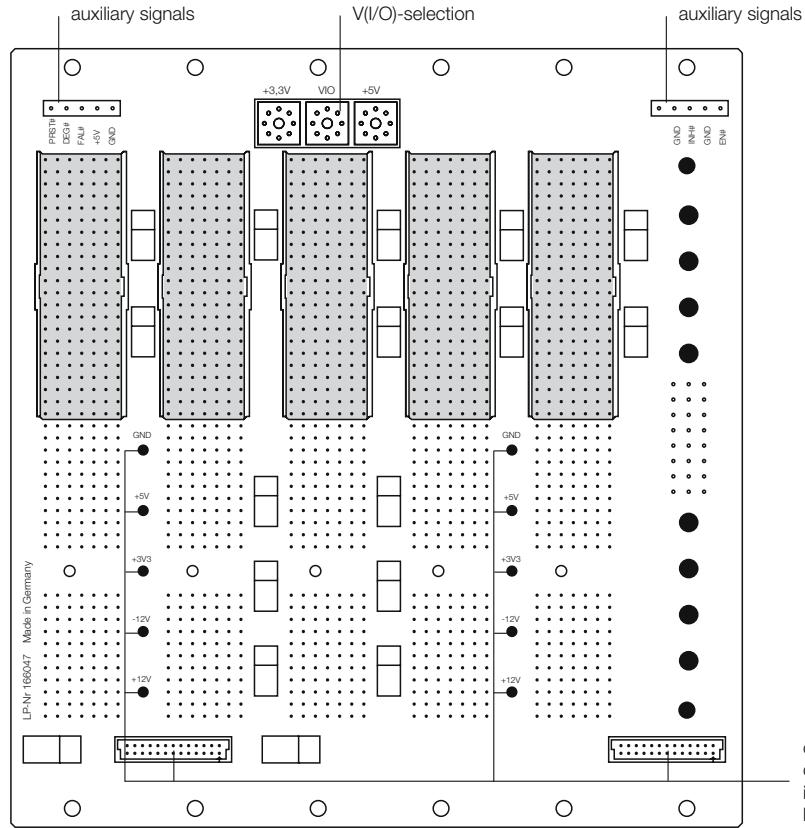 auxiliary signals
V(I/O)-selection
auxiliary signals
+3,3V
VIO
+5V
PRST#
DEG#
FAL#
+5V
GND
GND
INH#
GND
EN#
GND
GND
+5V
+5V
+3V3
+3V3
-12V
-12V
+12V
+12V
LP-Nr 166047 Made in Germany